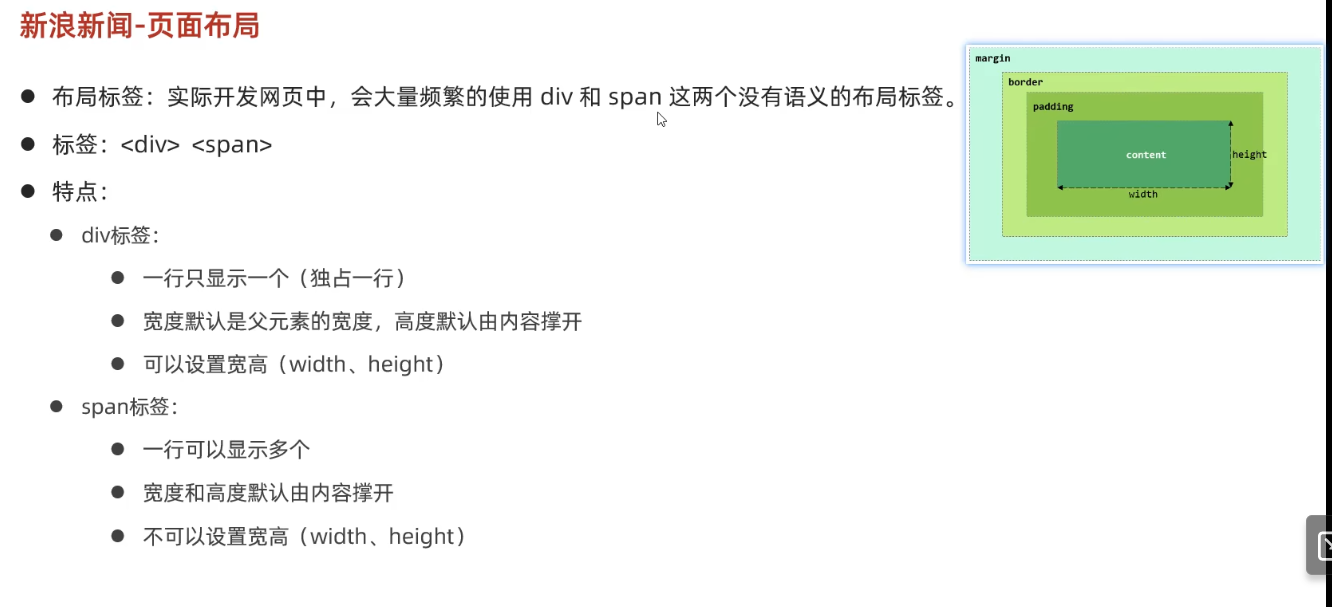 新浪新闻-页面布局
布局标签：实际开发网页中，会大量频繁的使用 div 和 span 这两个没有语义的布局标签。
标签：<div> <span>
特点：
div标签：
一行只显示一个（独占一行）
宽度默认是父元素的宽度，高度默认由内容撑开
可以设置宽高（width、height）
span标签：
一行可以显示多个
宽度和高度默认由内容撑开
不可以设置宽高（width、height）
margin
border
padding
content
height
width